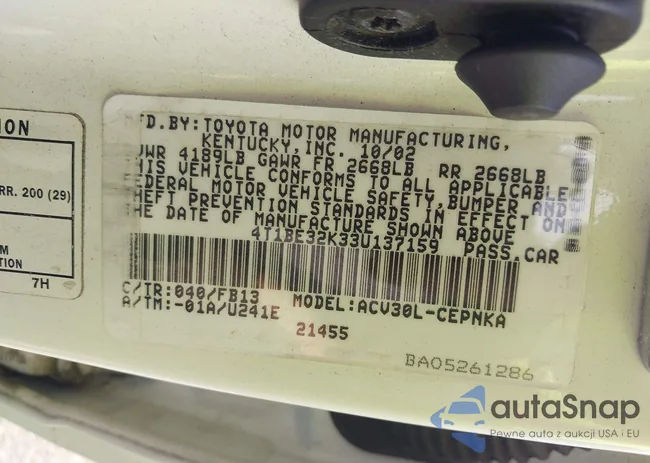 ION
RR. 200 (29)
M
TION
7H
FD.BY:TOYOTA MOTOR MANUFACTURING,
KENTUCKY,INC. 10/02
VWR 4189LB GAWR FR 2668LB RR 2668LB
THIS VEHICLE CONFORMS TO ALL APPLICABLE
FEDERAL MOTOR VEHICLE SAFETY,BUMPER AND
THEFT PREVENTION STANDARDS IN EFFECT ON
THE DATE OF MANUFACTURE SHOWN ABOVE
4T1BE32K33U137159 PASS.CAR
C/TR:040/FB13 MODEL:ACV30L-CEPNKA
A/TM:-01A/U241E
21455
BA05261286
autaSnap
Pewne auta z aukcji USA i EU